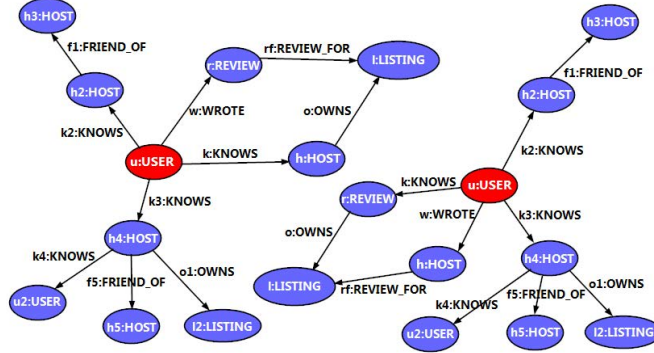 h3:HOST
f1:FRIEND_OF
h2:HOST
k2:KNOWS
r:REVIEW
rf:REVIEW_FOR
l:LISTING
w:WROTE
o:OWNS
u:USER
k:KNOWS
h:HOST
k3:KNOWS
h4:HOST
k4:KNOWS
f5:FRIEND_OF
o1:OWNS
u2:USER
h5:HOST
l2:LISTING
h3:HOST
f1:FRIEND_OF
h2:HOST
k2:KNOWS
u:USER
k:KNOWS
r:REVIEW
w:WROTE
k3:KNOWS
o:OWNS
h:HOST
h4:HOST
l:LISTING
rf:REVIEW_FOR
k4:KNOWS
f5:FRIEND_OF
o1:OWNS
u2:USER
h5:HOST
l2:LISTING